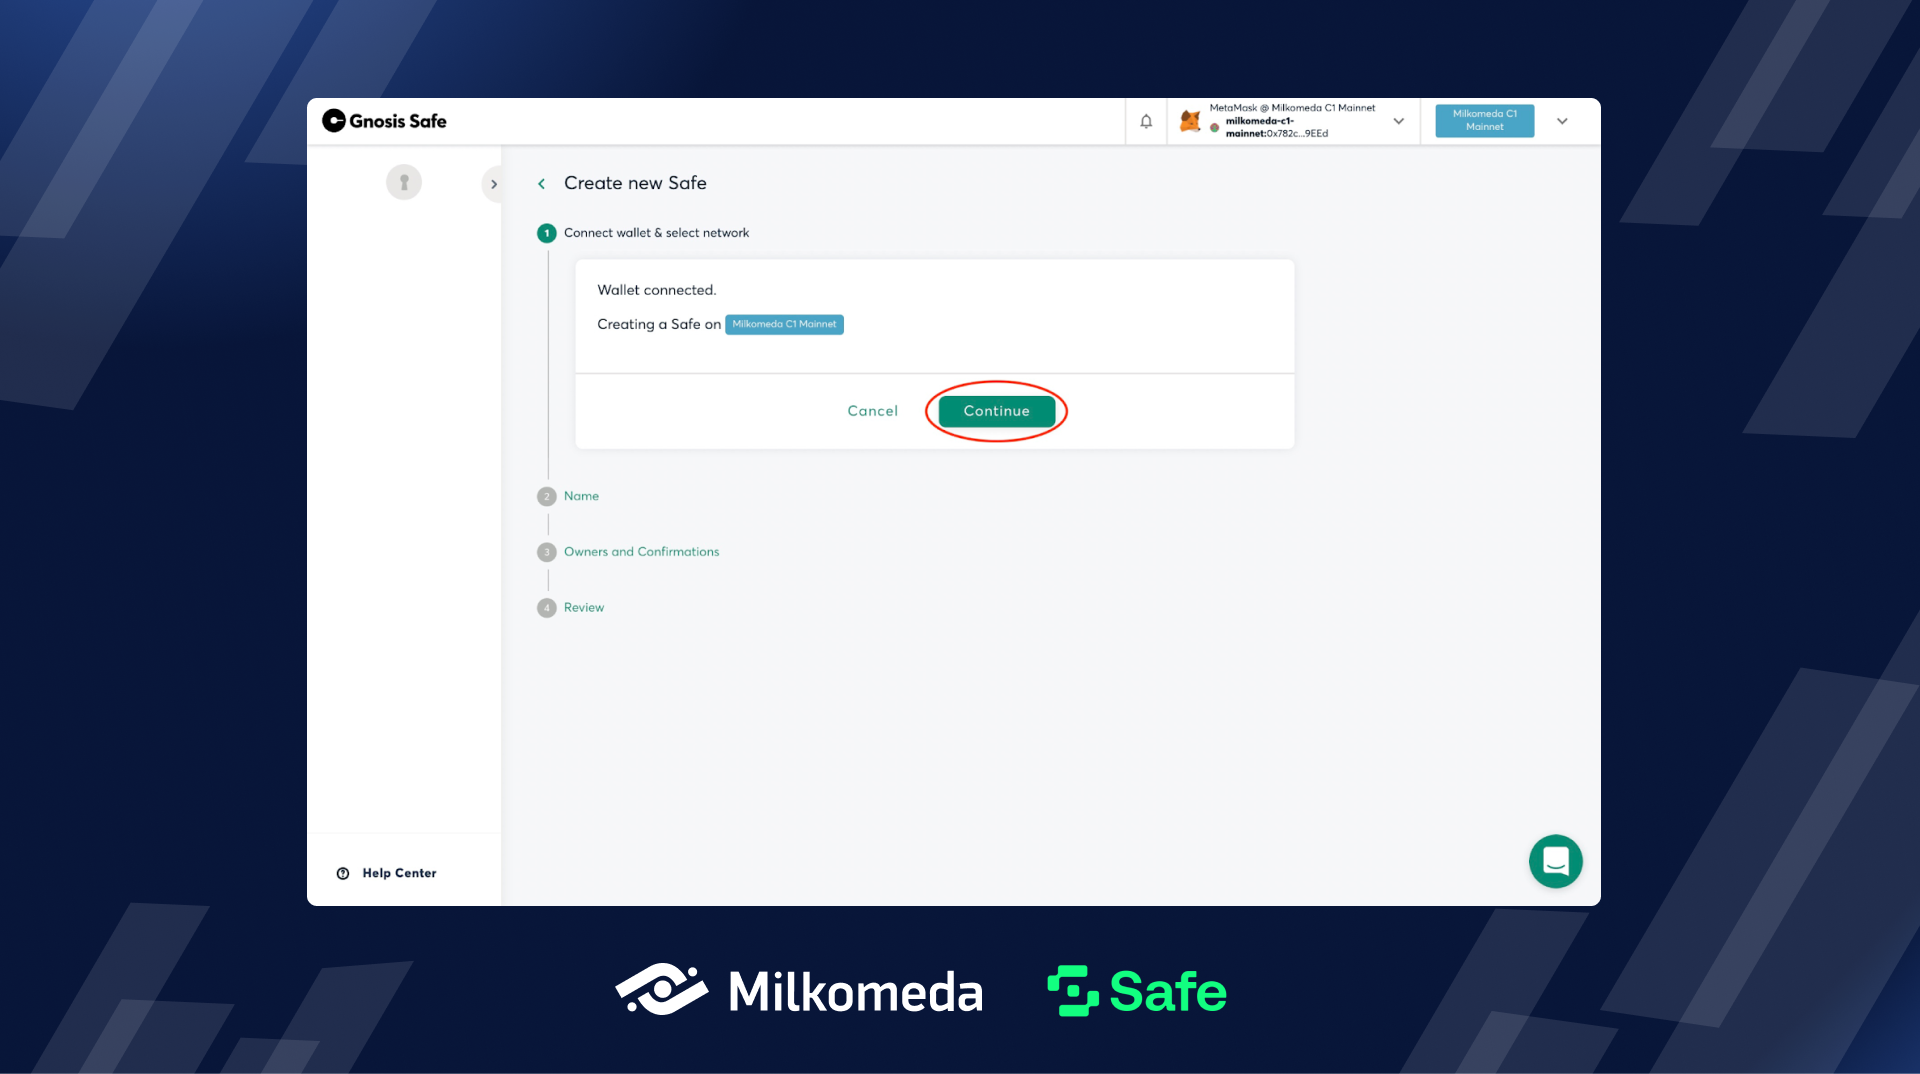 Gnosis Safe
MetaMask @ Milkomeda C1 Mainnet
milkomeda-c1-
mainnet:0x782c...9EEd
Milkomeda C1
Mainnet
Create new Safe
1 Connect wallet & select network
Wallet connected.
Creating a Safe on Milkomeda C1 Mainnet
Cancel Continue
2 Name
3 Owners and Confirmations
4 Review
Help Center
Milkomeda Safe